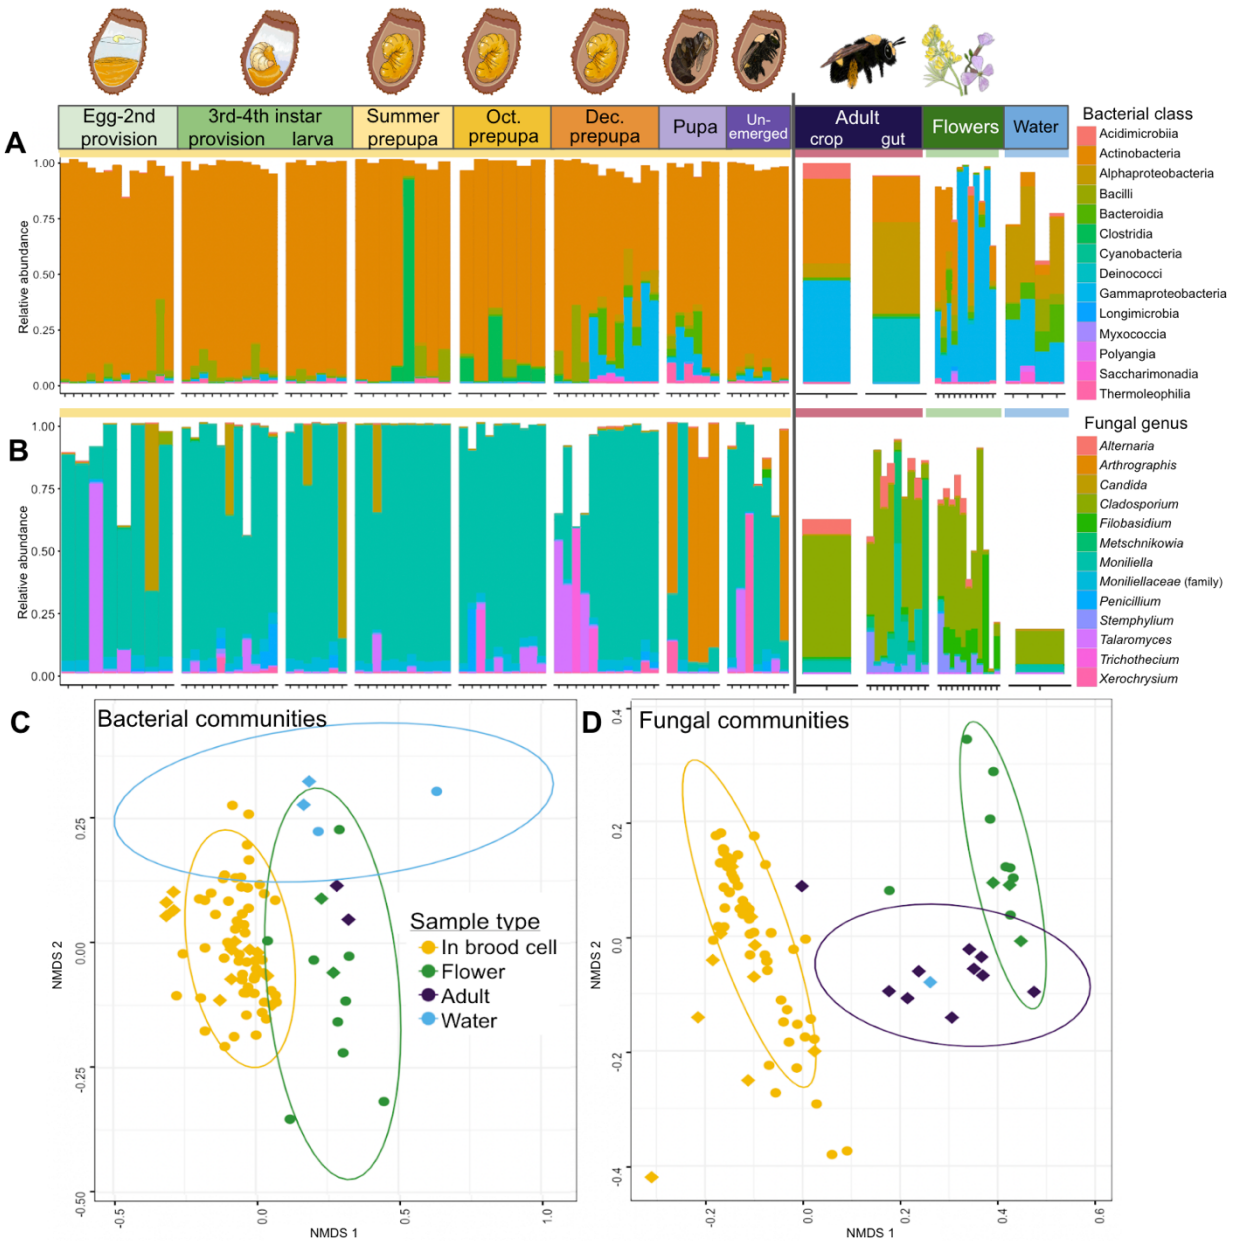 Egg-2nd
provision
3rd-4th instar
provision larva
Summer
prepupa
Oct.
prepupa
Dec.
prepupa
Pupa
Un-
emerged
Adult
crop gut
Flowers
Water
A
Relative abundance
1.00
0.75
0.50
0.25
0.00
Bacterial class
Acidimicrobiia
Actinobacteria
Alphaproteobacteria
Bacilli
Bacteroidia
Clostridia
Cyanobacteria
Deinococci
Gammaproteobacteria
Longimicrobia
Myxococcia
Polyangia
Saccharimonadia
Thermoleophilia
B
Relative abundance
1.00
0.75
0.50
0.25
0.00
Fungal genus
Alternaria
Arthrographis
Candida
Cladosporium
Filobasidium
Metschnikowia
Moniliella
Moniliellaceae (family)
Penicillium
Stemphylium
Talaromyces
Trichothecium
Xerochrysium
C
Bacterial communities
NMDS 2
0.25
0.00
-0.25
-0.50
-0.5
0.0
0.5
1.0
NMDS 1
Sample type
In brood cell
Flower
Adult
Water
D
Fungal communities
NMDS 2
0.4
0.2
0.0
-0.2
-0.4
-0.2
0.0
0.2
0.4
0.6
NMDS 1